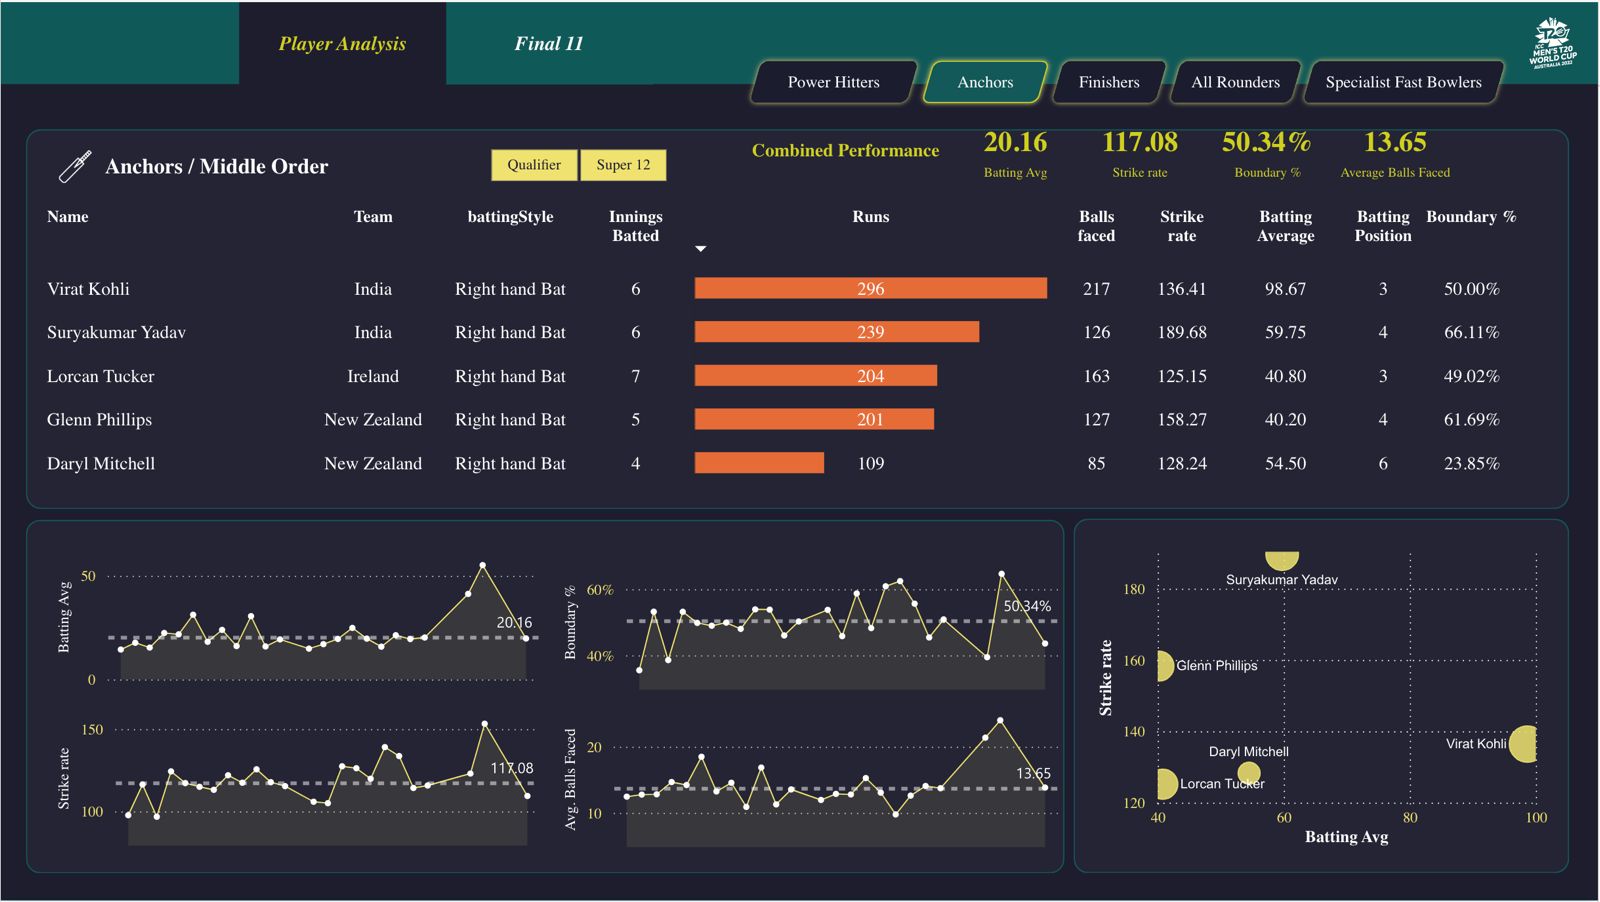 Player Analysis
Final 11
ICC
MEN'S T20
WORLD CUP
AUSTRALIA 2022
Power Hitters
Anchors
Finishers
All Rounders
Specialist Fast Bowlers
Anchors / Middle Order
Qualifier
Super 12
Combined Performance
20.16
Batting Avg
117.08
Strike rate
50.34%
Boundary %
13.65
Average Balls Faced
Name
Team
battingStyle
Innings
Batted
Runs
Balls
faced
Strike
rate
Batting
Average
Batting
Position
Boundary %
Virat Kohli India Right hand Bat 6 296 217 136.41 98.67 3 50.00%
Suryakumar Yadav India Right hand Bat 6 239 126 189.68 59.75 4 66.11%
Lorcan Tucker Ireland Right hand Bat 7 204 163 125.15 40.80 3 49.02%
Glenn Phillips New Zealand Right hand Bat 5 201 127 158.27 40.20 4 61.69%
Daryl Mitchell New Zealand Right hand Bat 4 109 85 128.24 54.50 6 23.85%
Batting Avg
50
0
20.16
Boundary %
60%
40%
50.34%
Strike rate
150
100
117.08
Avg. Balls Faced
20
10
13.65
Strike rate
180
160
140
120
Suryakumar Yadav
Glenn Phillips
Virat Kohli
Daryl Mitchell
Lorcan Tucker
40
60
80
100
Batting Avg